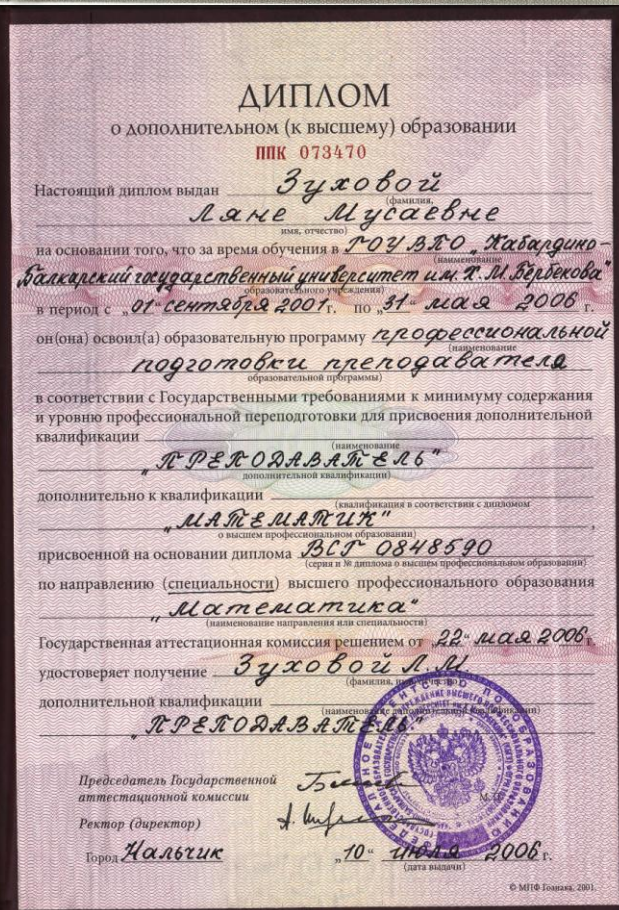 ДИПЛОМ
о дополнительном (к высшему) образовании
ППК 073470
Настоящий диплом выдан Зуховой
(фамилия,
Ляне Мусаевне
имя, отчество)
на основании того, что за время обучения в ГОУ ВПО „Кабардино-
(наименование
Балкарский государственный университет им. Х.М. Бербекова"
образовательного учреждения)
в период с „01" сентября 2001г. по „31" мая 2006 г.
он(она) освоил(а) образовательную программу профессиональной
(наименование
подготовки преподавателя
образовательной программы)
в соответствии с Государственными требованиями к минимуму содержания
и уровню профессиональной переподготовки для присвоения дополнительной
квалификации
(наименование
„ПРЕПОДАВАТЕЛЬ"
дополнительной квалификации)
дополнительно к квалификации
(квалификация в соответствии с дипломом
„МАТЕМАТИК" ,
о высшем профессиональном образовании)
присвоенной на основании диплома ВСГ 0848590
(серия и № диплома о высшем профессиональном образовании)
по направлению (специальности) высшего профессионального образования
„Математика"
(наименование направления или специальности)
Государственная аттестационная комиссия решением от „22" мая 2006г.
удостоверяет получение Зуховой Л.М.
(фамилия,
дополнительной квалификации
(наименование дополнительной квалификации)
„ПРЕПОДАВАТЕЛЬ"
Председатель Государственной
аттестационной комиссии
М.П.
Ректор (директор)
Город Нальчик „10" июля 2006 г.
(дата выдачи)
© МПФ Гознака, 2001.